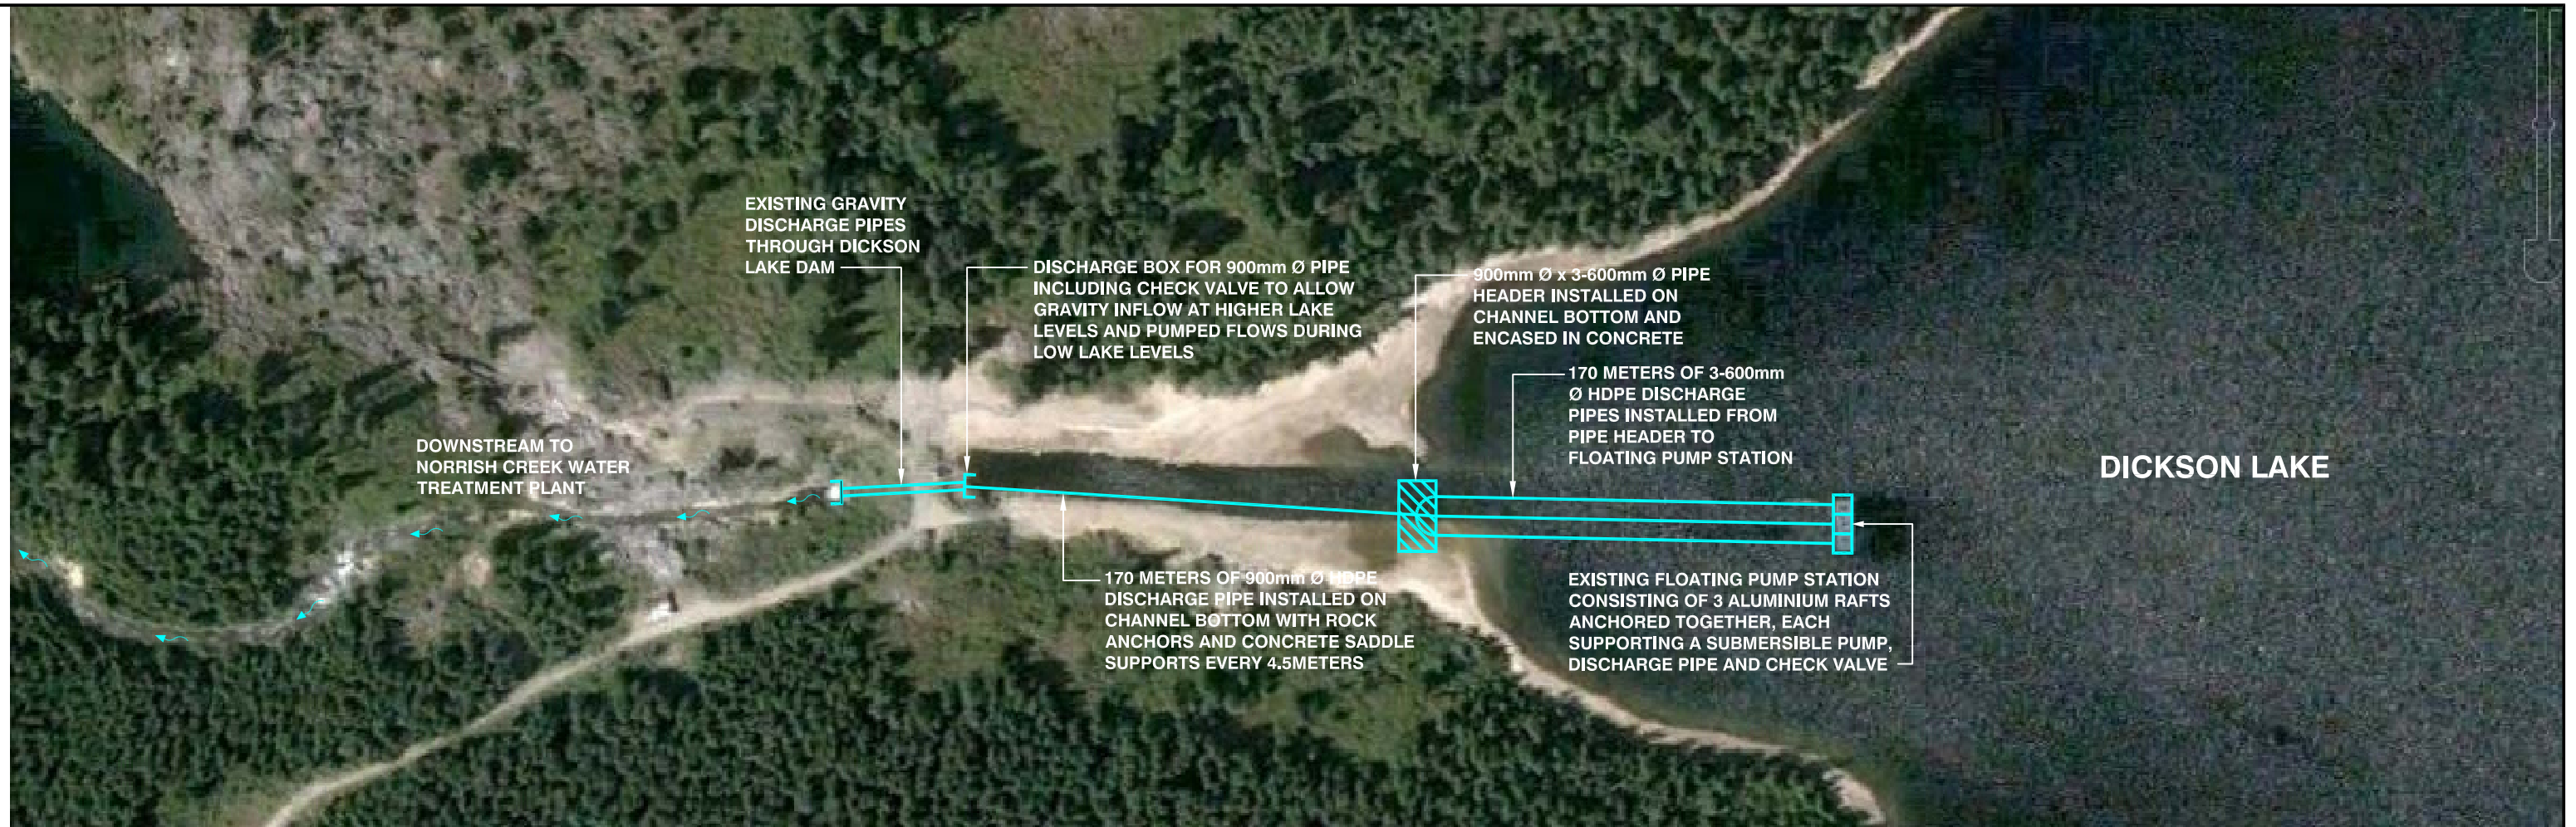 EXISTING GRAVITY
DISCHARGE PIPES
THROUGH DICKSON
LAKE DAM
DISCHARGE BOX FOR 900mm Ø PIPE
INCLUDING CHECK VALVE TO ALLOW
GRAVITY INFLOW AT HIGHER LAKE
LEVELS AND PUMPED FLOWS DURING
LOW LAKE LEVELS
900mm Ø x 3-600mm Ø PIPE
HEADER INSTALLED ON
CHANNEL BOTTOM AND
ENCASED IN CONCRETE
170 METERS OF 3-600mm
Ø HDPE DISCHARGE
PIPES INSTALLED FROM
PIPE HEADER TO
FLOATING PUMP STATION
DOWNSTREAM TO
NORRISH CREEK WATER
TREATMENT PLANT
DICKSON LAKE
170 METERS OF 900mm Ø HDPE
DISCHARGE PIPE INSTALLED ON
CHANNEL BOTTOM WITH ROCK
ANCHORS AND CONCRETE SADDLE
SUPPORTS EVERY 4.5METERS
EXISTING FLOATING PUMP STATION
CONSISTING OF 3 ALUMINIUM RAFTS
ANCHORED TOGETHER, EACH
SUPPORTING A SUBMERSIBLE PUMP,
DISCHARGE PIPE AND CHECK VALVE